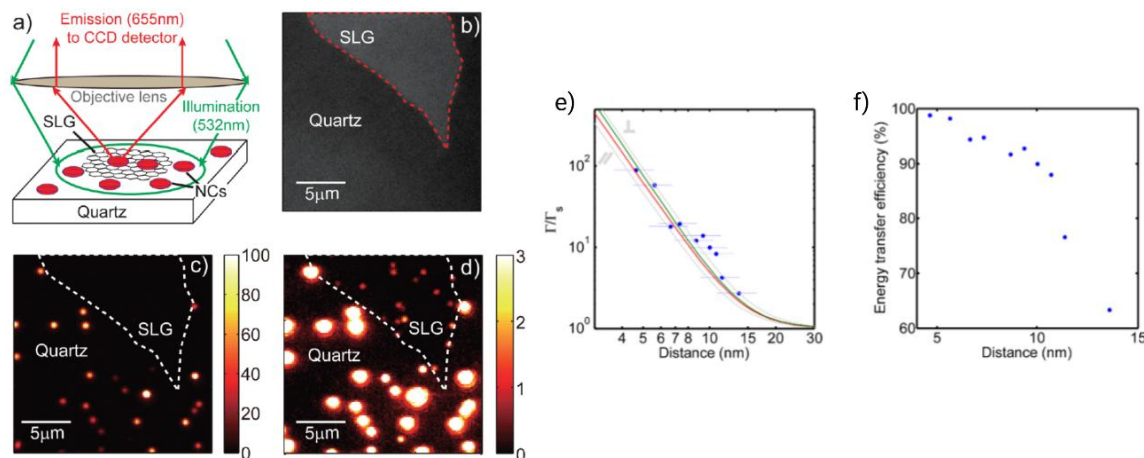 a)
Emission (655nm)
to CCD detector
Objective lens
Illumination
(532nm)
SLG
NCs
Quartz
b)
SLG
Quartz
5μm
c)
SLG
Quartz
5μm
100
80
60
40
20
0
d)
SLG
Quartz
5μm
3
2
1
0
e)
⊥
//
Γ/Γs
10²
10¹
10⁰
4 5 6 7 8 10 15 20 30
Distance (nm)
f)
Energy transfer efficiency (%)
100
90
80
70
60
5 10 15
Distance (nm)